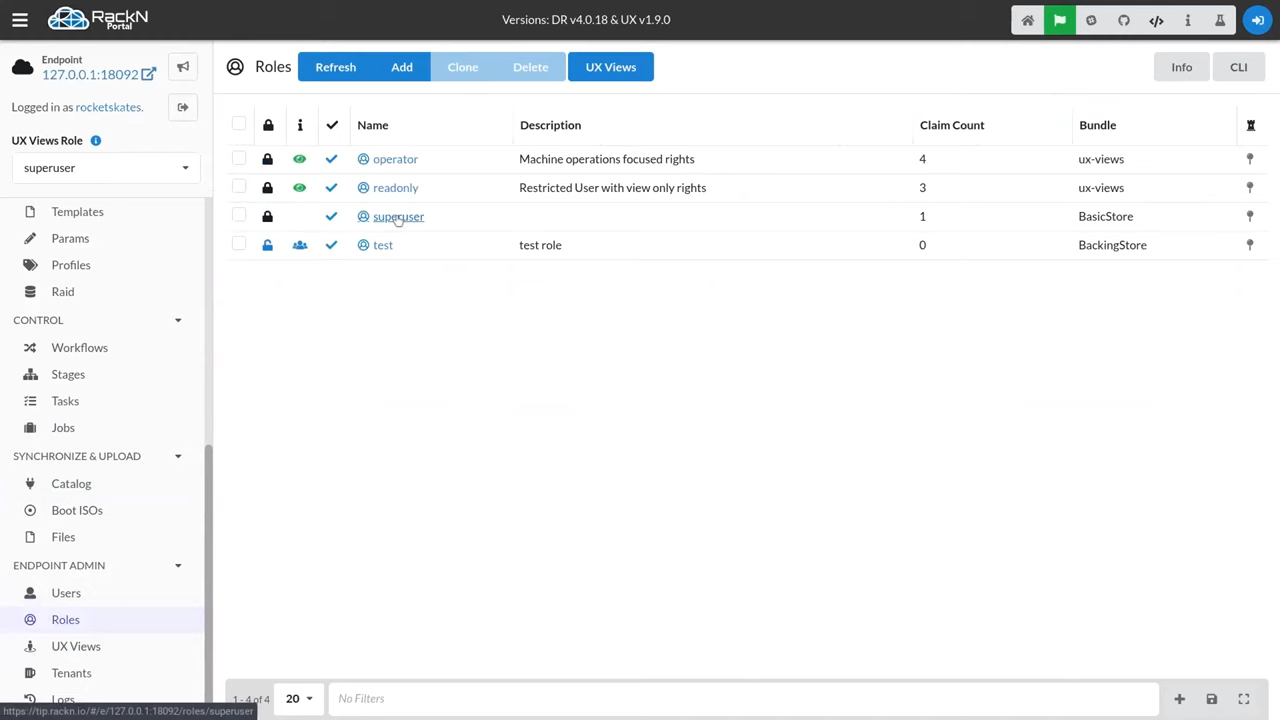 RackN
Portal
Versions: DR v4.0.18 & UX v1.9.0
Endpoint
127.0.0.1:18092
Logged in as rocketskates.
UX Views Role
superuser
Templates
Params
Profiles
Raid
CONTROL
Workflows
Stages
Tasks
Jobs
SYNCHRONIZE & UPLOAD
Catalog
Boot ISOs
Files
ENDPOINT ADMIN
Users
Roles
UX Views
Tenants
Logs
https://tip.rackn.io/#/e/127.0.0.1:18092/roles/superuser
Roles
Refresh Add Clone Delete UX Views
Info CLI
Name Description Claim Count Bundle
operator Machine operations focused rights 4 ux-views
readonly Restricted User with view only rights 3 ux-views
superuser 1 BasicStore
test test role 0 BackingStore
1 - 4 of 4 20 No Filters